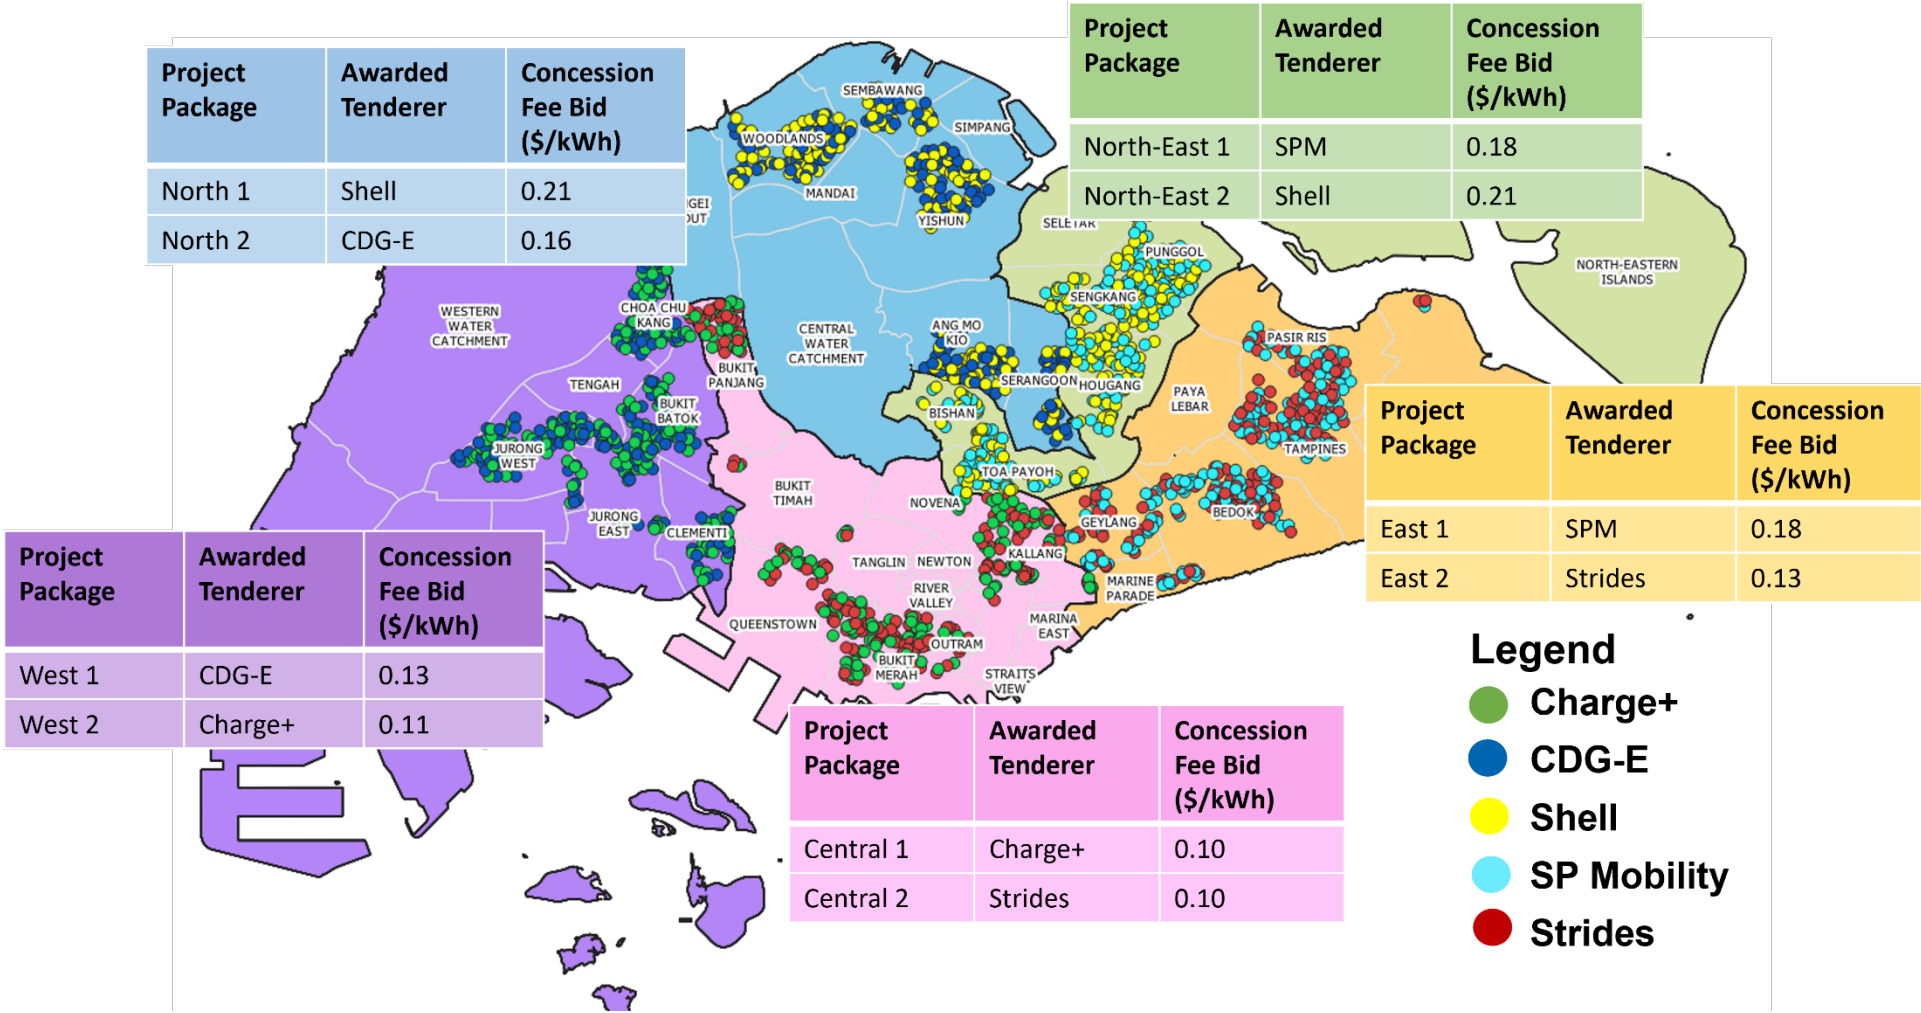 Project Package
Awarded Tenderer
Concession Fee Bid ($/kWh)
North 1
Shell
0.21
North 2
CDG-E
0.16
Project Package
Awarded Tenderer
Concession Fee Bid ($/kWh)
North-East 1
SPM
0.18
North-East 2
Shell
0.21
SEMBAWANG
SIMPANG
WOODLANDS
MANDAI
YISHUN
GEI
OUT
SELETAR
PUNGGOL
SENGKANG
NORTH-EASTERN
ISLANDS
WESTERN
WATER
CATCHMENT
CHOA CHU
KANG
CENTRAL
WATER
CATCHMENT
ANG MO
KIO
SERANGOON
HOUGANG
PASIR RIS
PAYA
LEBAR
TENGAH
BUKIT
PANJANG
BUKIT
BATOK
BISHAN
TAMPINES
JURONG
WEST
TOA PAYOH
BUKIT
TIMAH
NOVENA
GEYLANG
BEDOK
JURONG
EAST
CLEMENTI
TANGLIN
NEWTON
KALLANG
RIVER
VALLEY
MARINE
PARADE
QUEENSTOWN
MARINA
EAST
OUTRAM
BUKIT
MERAH
STRAITS
VIEW
Project Package
Awarded Tenderer
Concession Fee Bid ($/kWh)
East 1
SPM
0.18
East 2
Strides
0.13
Project Package
Awarded Tenderer
Concession Fee Bid ($/kWh)
West 1
CDG-E
0.13
West 2
Charge+
0.11
Project Package
Awarded Tenderer
Concession Fee Bid ($/kWh)
Central 1
Charge+
0.10
Central 2
Strides
0.10
Legend
Charge+
CDG-E
Shell
SP Mobility
Strides